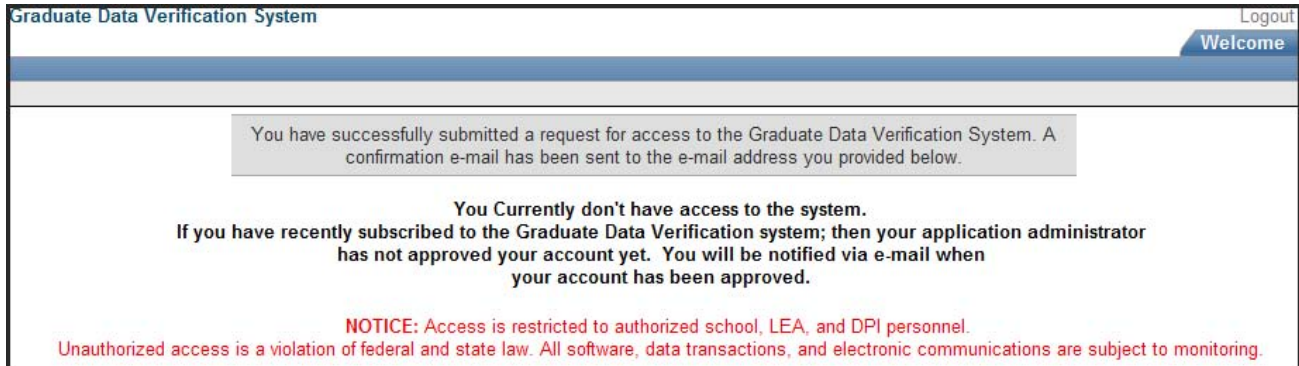 Graduate Data Verification System
Logout
Welcome
You have successfully submitted a request for access to the Graduate Data Verification System. A
confirmation e-mail has been sent to the e-mail address you provided below.
You Currently don't have access to the system.
If you have recently subscribed to the Graduate Data Verification system; then your application administrator
has not approved your account yet. You will be notified via e-mail when
your account has been approved.
NOTICE: Access is restricted to authorized school, LEA, and DPI personnel.
Unauthorized access is a violation of federal and state law. All software, data transactions, and electronic communications are subject to monitoring.